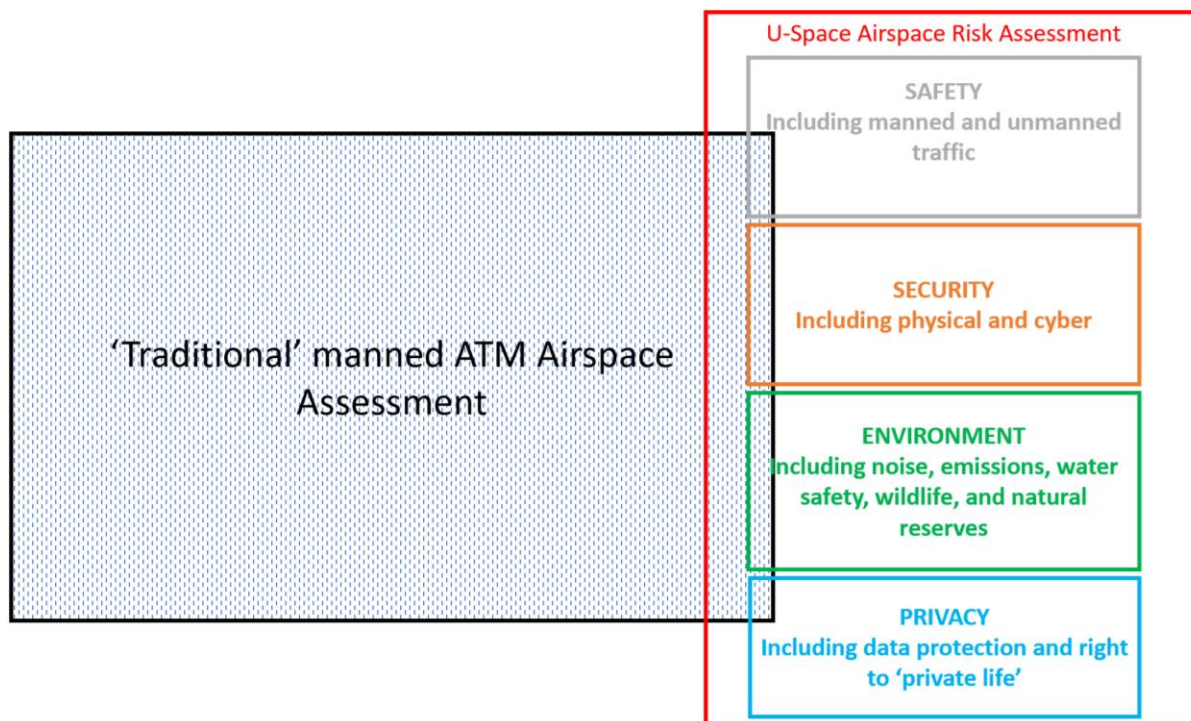 U-Space Airspace Risk Assessment
SAFETY
Including manned and unmanned
traffic
SECURITY
Including physical and cyber
‘Traditional’ manned ATM Airspace
Assessment
ENVIRONMENT
Including noise, emissions, water
safety, wildlife, and natural
reserves
PRIVACY
Including data protection and right
to ‘private life’